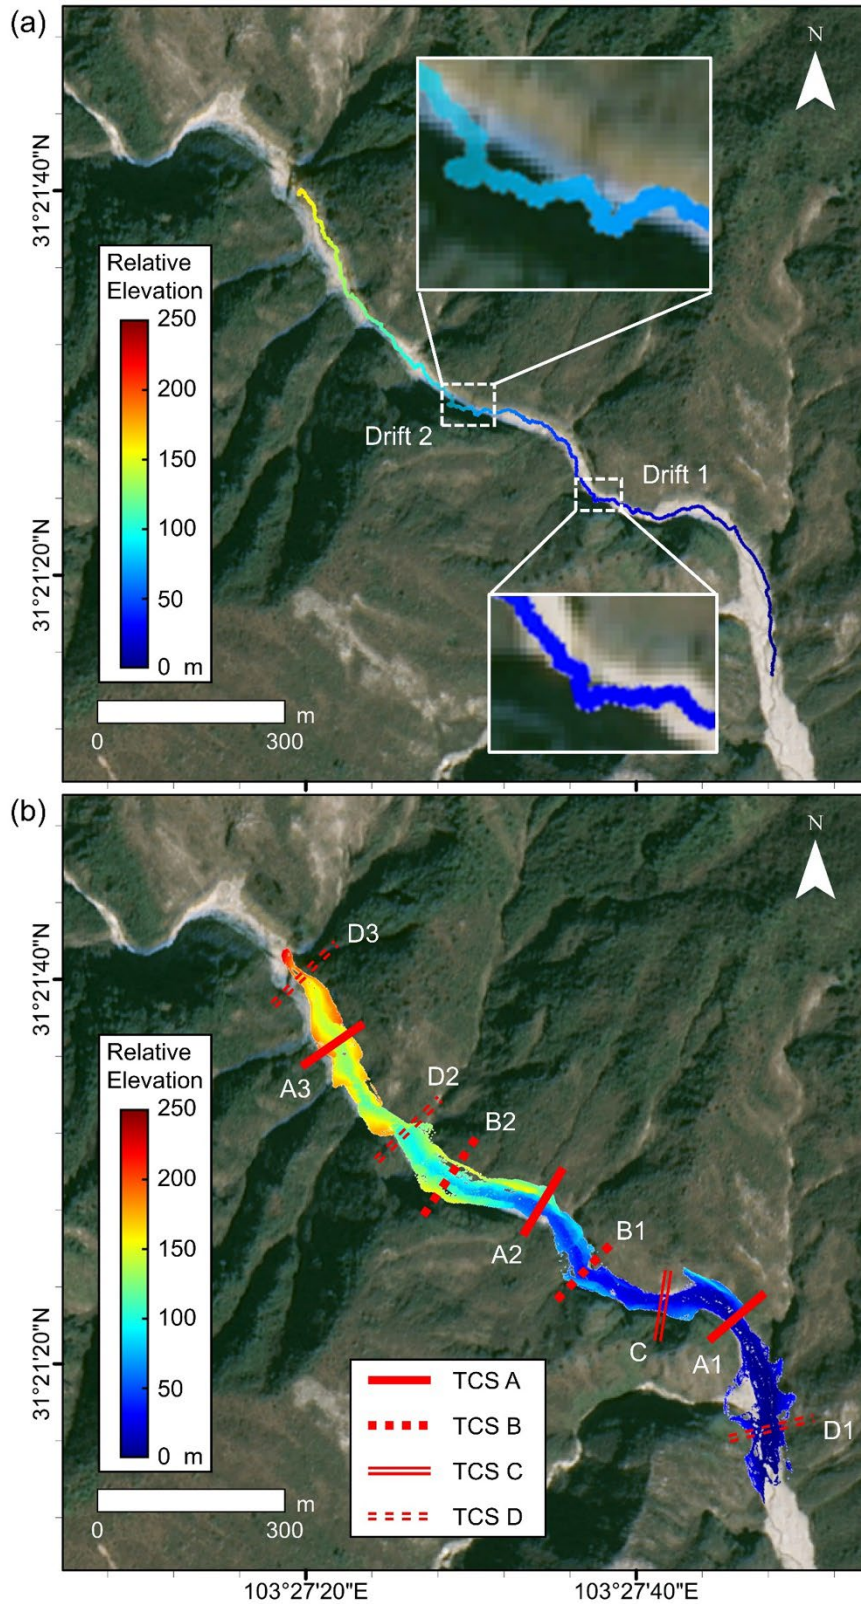 (a)
N
31°21'40"N
Relative
Elevation
250
200
150
100
50
0 m
Drift 2
Drift 1
31°21'20"N
m
0
300
(b)
N
D3
31°21'40"N
A3
Relative
Elevation
250
200
150
100
50
0 m
D2
B2
A2
B1
C
A1
31°21'20"N
D1
TCS A
TCS B
TCS C
TCS D
m
0
300
103°27'20"E
103°27'40"E